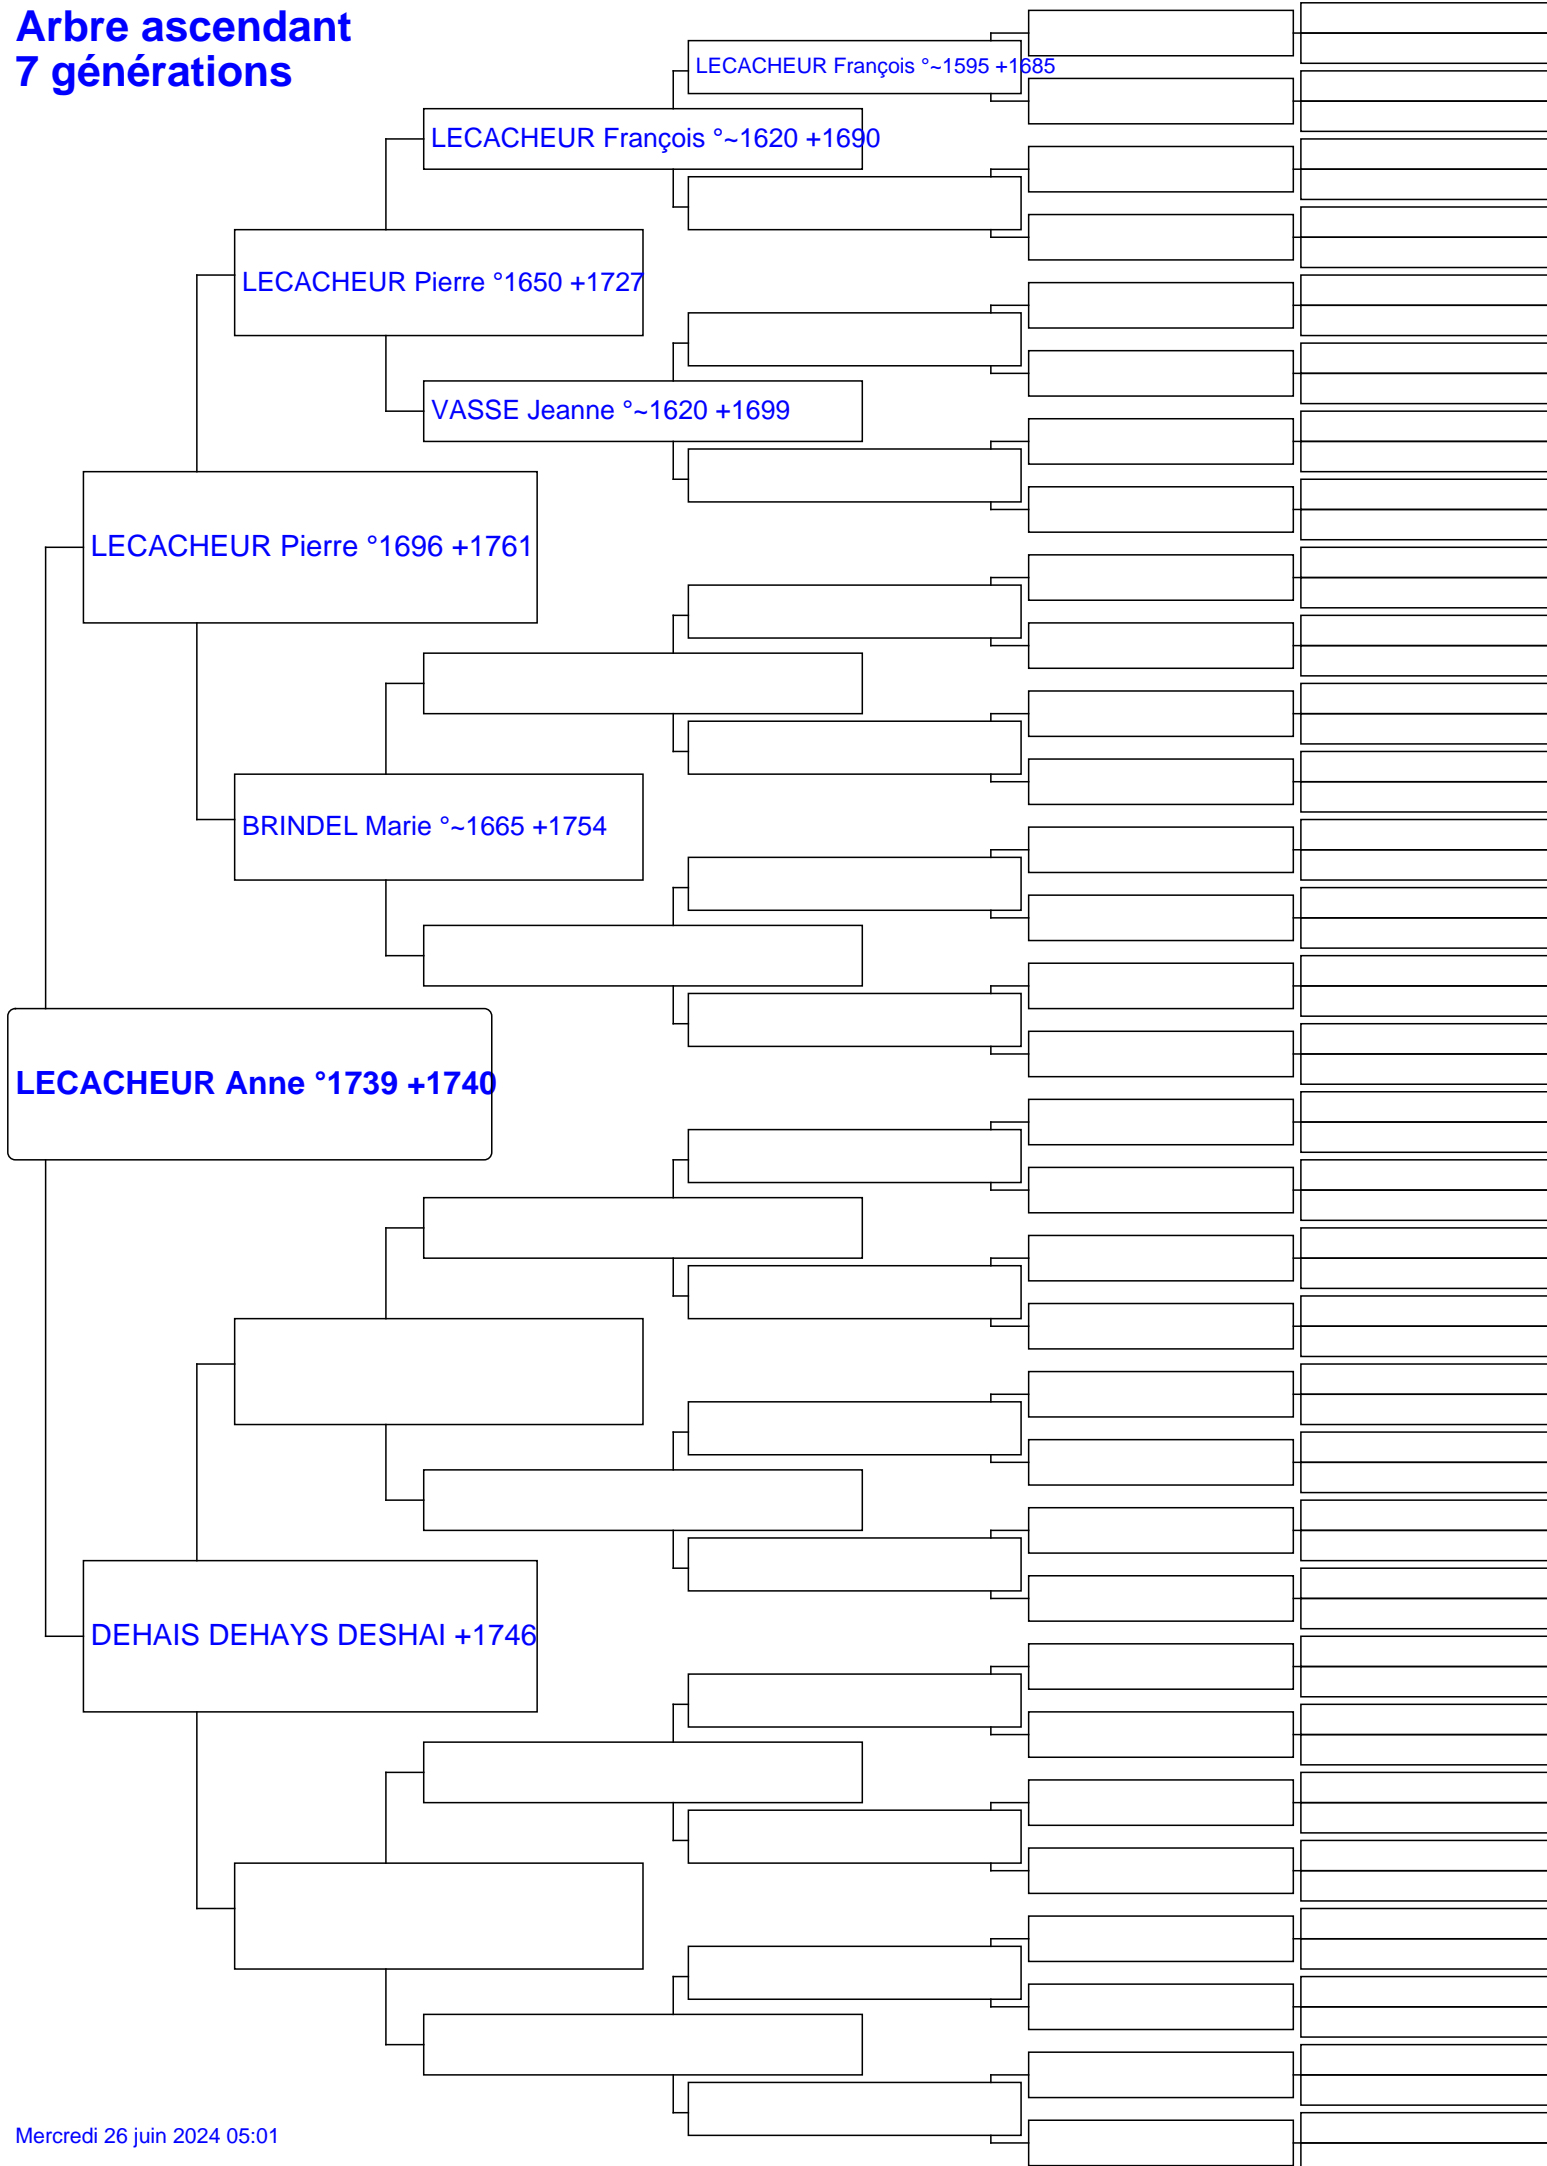 Arbre ascendant
7 générations
LECACHEUR François °~1595 +1685
LECACHEUR François °~1620 +1690
LECACHEUR Pierre °1650 +1727
VASSE Jeanne °~1620 +1699
LECACHEUR Pierre °1696 +1761
BRINDEL Marie °~1665 +1754
LECACHEUR Anne °1739 +1740
DEHAIS DEHAYS DESHAI +1746
Mercredi 26 juin 2024 05:01